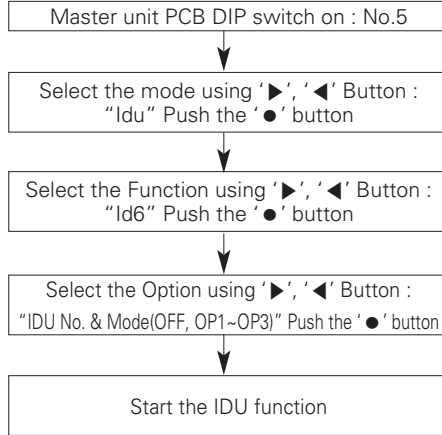 Master unit PCB DIP switch on : No.5
Select the mode using ‘▶’, ‘◀’ Button :
“Idu” Push the ‘●’ button
Select the Function using ‘▶’, ‘◀’ Button :
“Id6” Push the ‘●’ button
Select the Option using ‘▶’, ‘◀’ Button :
“IDU No. & Mode(OFF, OP1~OP3)” Push the ‘●’ button
Start the IDU function